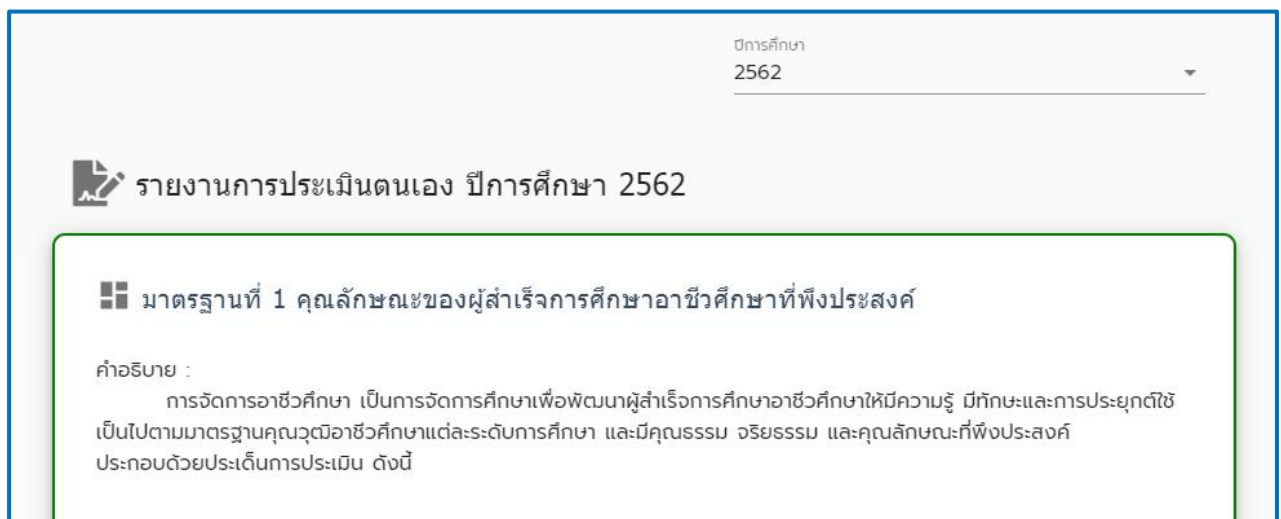 ปีการศึกษา
2562
รายงานการประเมินตนเอง ปีการศึกษา 2562
มาตรฐานที่ 1 คุณลักษณะของผู้สำเร็จการศึกษาอาชีวศึกษาที่พึงประสงค์
คำอธิบาย :
การจัดการอาชีวศึกษา เป็นการจัดการศึกษาเพื่อพัฒนาผู้สำเร็จการศึกษาอาชีวศึกษาให้มีความรู้ มีทักษะและการประยุกต์ใช้
เป็นไปตามมาตรฐานคุณวุฒิอาชีวศึกษาแต่ละระดับการศึกษา และมีคุณธรรม จริยธรรม และคุณลักษณะที่พึงประสงค์
ประกอบด้วยประเด็นการประเมิน ดังนี้